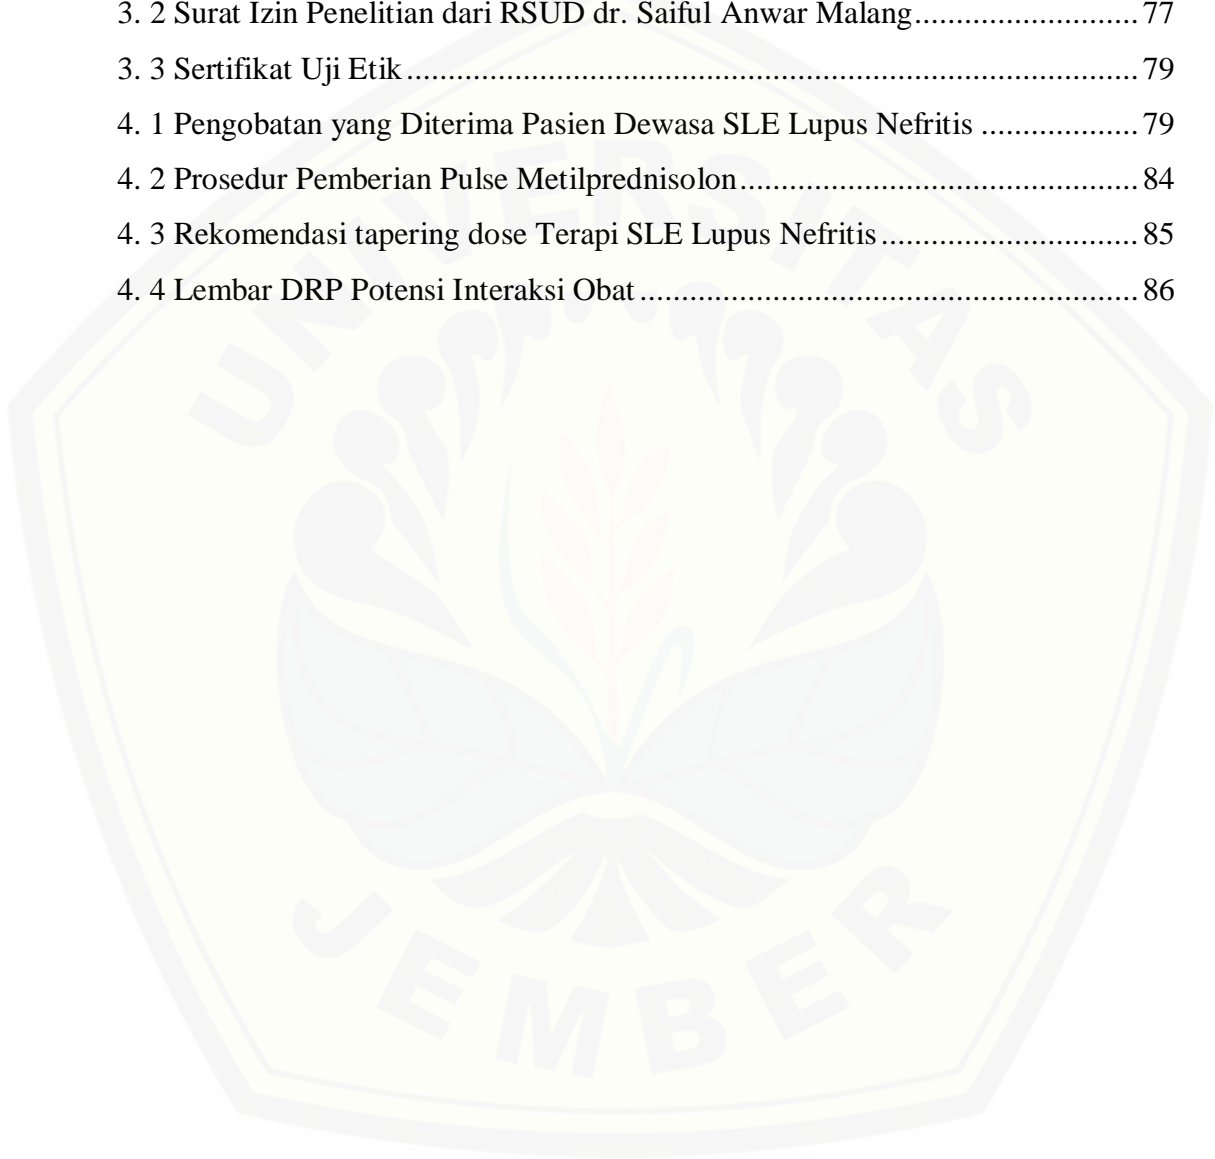 3. 2 Surat Izin Penelitian dari RSUD dr. Saiful Anwar Malang............................ 77
3. 3 Sertifikat Uji Etik ............................................................................................ 79
4. 1 Pengobatan yang Diterima Pasien Dewasa SLE Lupus Nefritis .................... 79
4. 2 Prosedur Pemberian Pulse Metilprednisolon.................................................. 84
4. 3 Rekomendasi tapering dose Terapi SLE Lupus Nefritis ................................ 85
4. 4 Lembar DRP Potensi Interaksi Obat ............................................................... 86
UNIVERSITAS
JEMBER